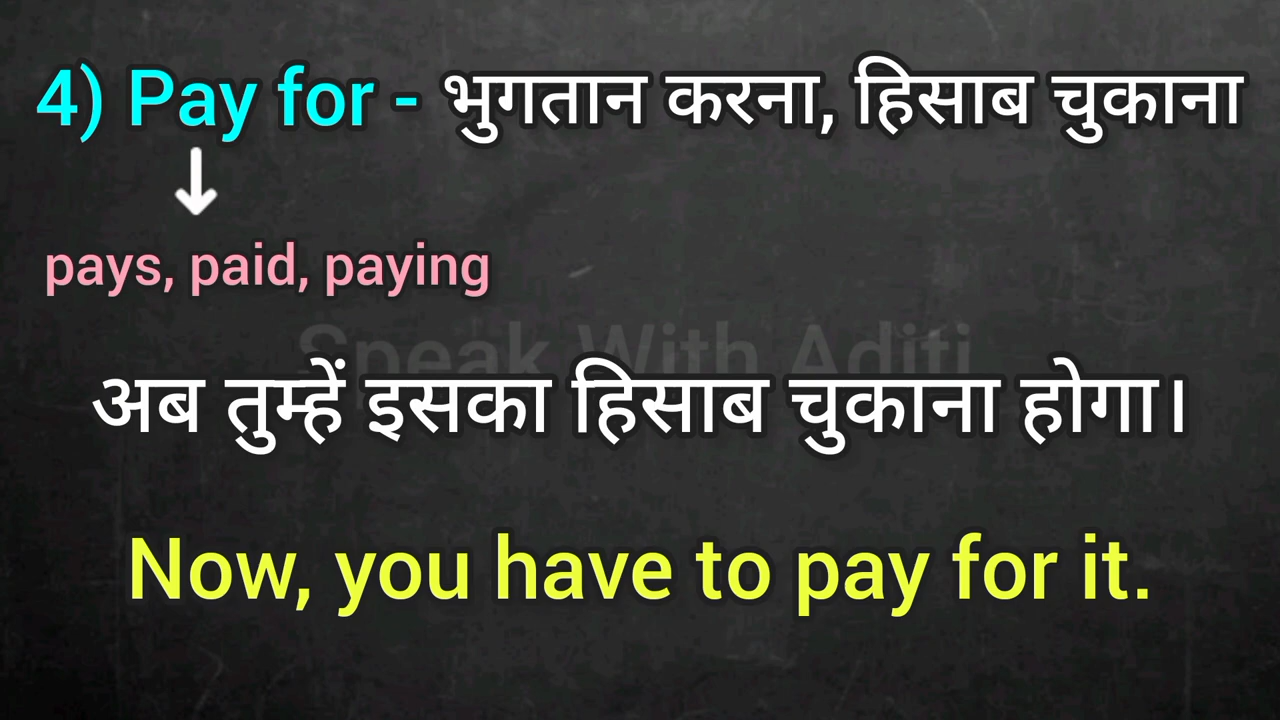 4) Pay for - भुगतान करना, हिसाब चुकाना
pays, paid, paying
Speak With Aditi
अब तुम्हें इसका हिसाब चुकाना होगा।
Now, you have to pay for it.